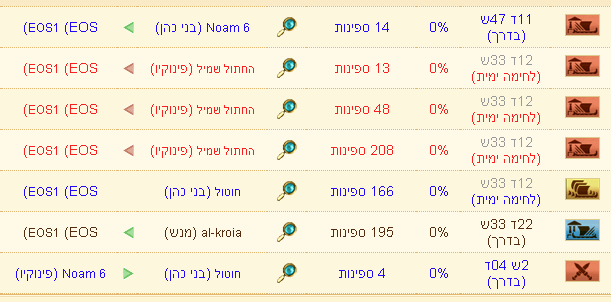 11ד 47ש 0% 14 ספינות Noam 6 (בני כהן) EOS (EOS1)
(בדרך)
12ד 33ש 0% 13 ספינות החתול שמיל (פינוקיו) EOS (EOS1)
(לחימה ימית)
12ד 33ש 0% 48 ספינות החתול שמיל (פינוקיו) EOS (EOS1)
(לחימה ימית)
12ד 33ש 0% 208 ספינות החתול שמיל (פינוקיו) EOS (EOS1)
(לחימה ימית)
12ד 33ש 0% 166 ספינות חוטול (בני כהן) EOS (EOS1)
(לחימה ימית)
22ד 33ש 0% 195 ספינות al-kroia (מנש) EOS (EOS1)
(בדרך)
2ש 04ד 0% 4 ספינות חוטול (בני כהן) Noam 6 (פינוקיו)
(בדרך)